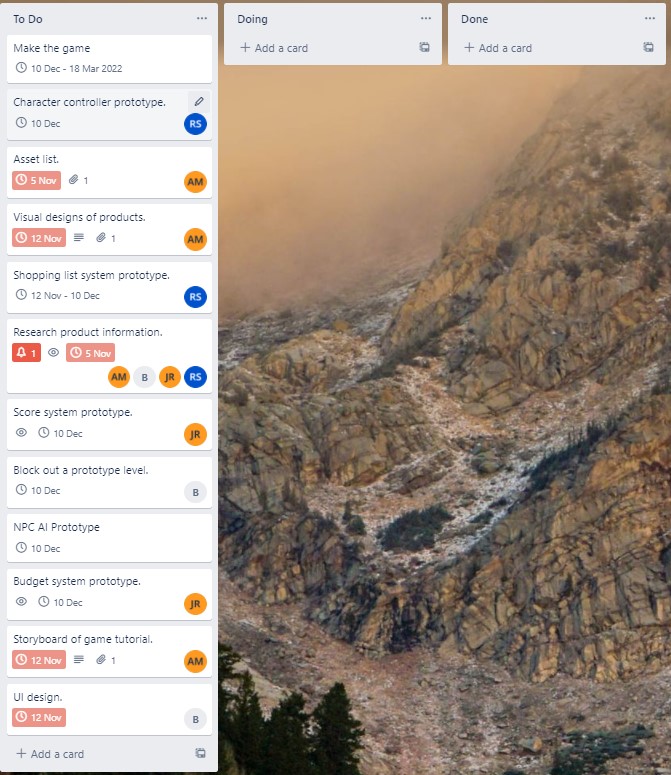 To Do
Make the game
10 Dec - 18 Mar 2022
Character controller prototype.
10 Dec
RS
Asset list.
5 Nov
1
AM
Visual designs of products.
12 Nov
1
AM
Shopping list system prototype.
12 Nov - 10 Dec
RS
Research product information.
1
5 Nov
AM B JR RS
Score system prototype.
10 Dec
JR
Block out a prototype level.
10 Dec
B
NPC AI Prototype
10 Dec
Budget system prototype.
10 Dec
JR
Storyboard of game tutorial.
12 Nov
1
AM
UI design.
12 Nov
B
+ Add a card
Doing
+ Add a card
Done
+ Add a card